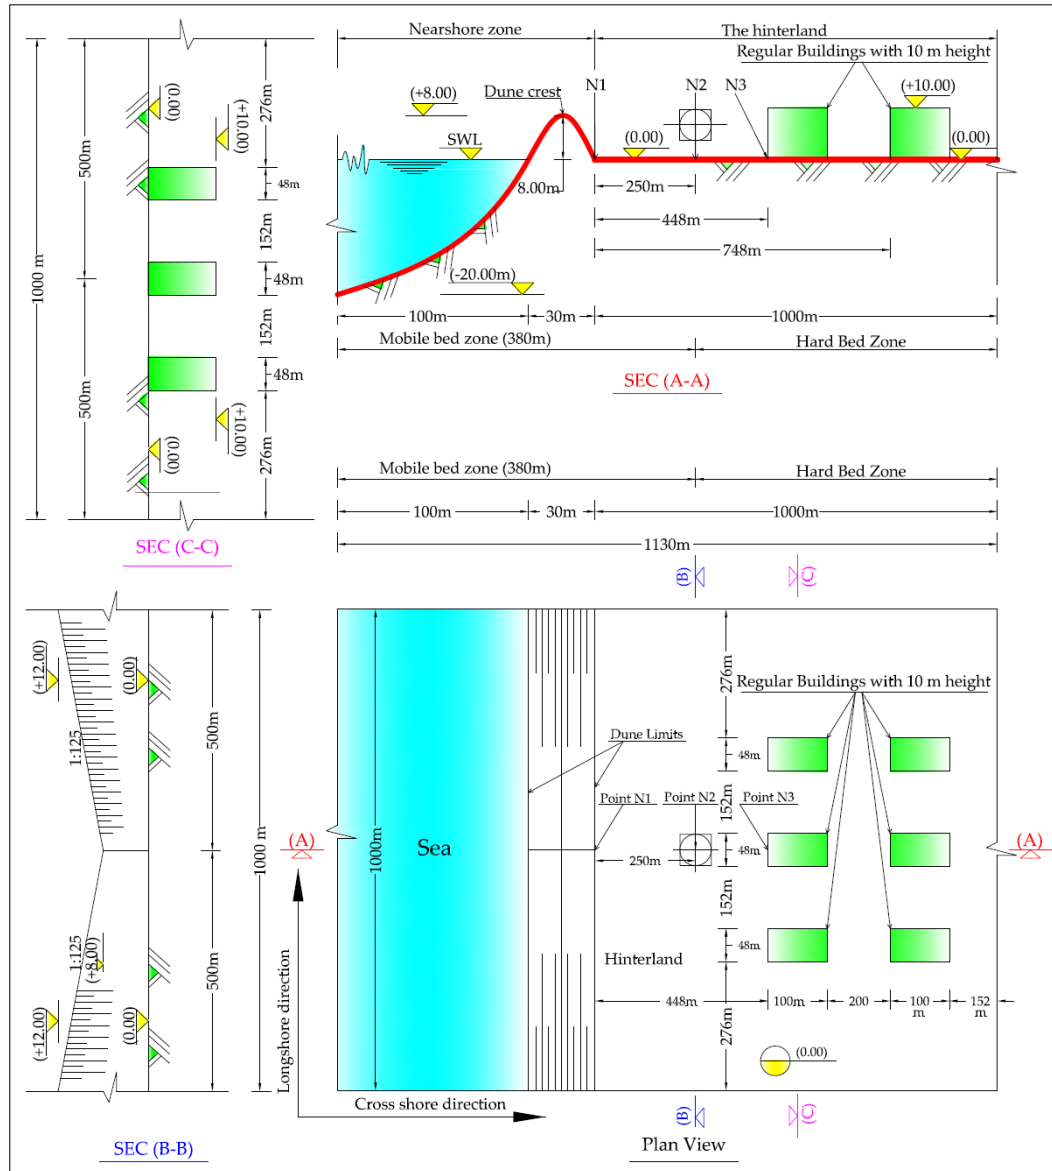 Nearshore zone
The hinterland
Regular Buildings with 10 m height
(+8.00)
Dune crest
N1
N2
N3
(+10.00)
SWL
(0.00)
(0.00)
8.00m
250m
448m
748m
(-20.00m)
100m
30m
1000m
Mobile bed zone (380m)
Hard Bed Zone
SEC (A-A)
1000 m
500m
500m
(0.00)
(+10.00)
276m
48m
152m
48m
152m
48m
(+10.00)
(0.00)
276m
SEC (C-C)
Mobile bed zone (380m)
Hard Bed Zone
100m
30m
1000m
1130m
(B)
(C)
(+12.00)
(0.00)
1:125
500m
1000 m
1:125
(+8.00)
(+12.00)
(0.00)
500m
SEC (B-B)
(A)
Sea
1000m
276m
Regular Buildings with 10 m height
Dune Limits
48m
Point N1
Point N2
Point N3
152m
250m
48m
(A)
152m
48m
Hinterland
448m
100m
200
100
m
152
m
276m
(0.00)
Longshore direction
Cross shore direction
(B)
(C)
Plan View